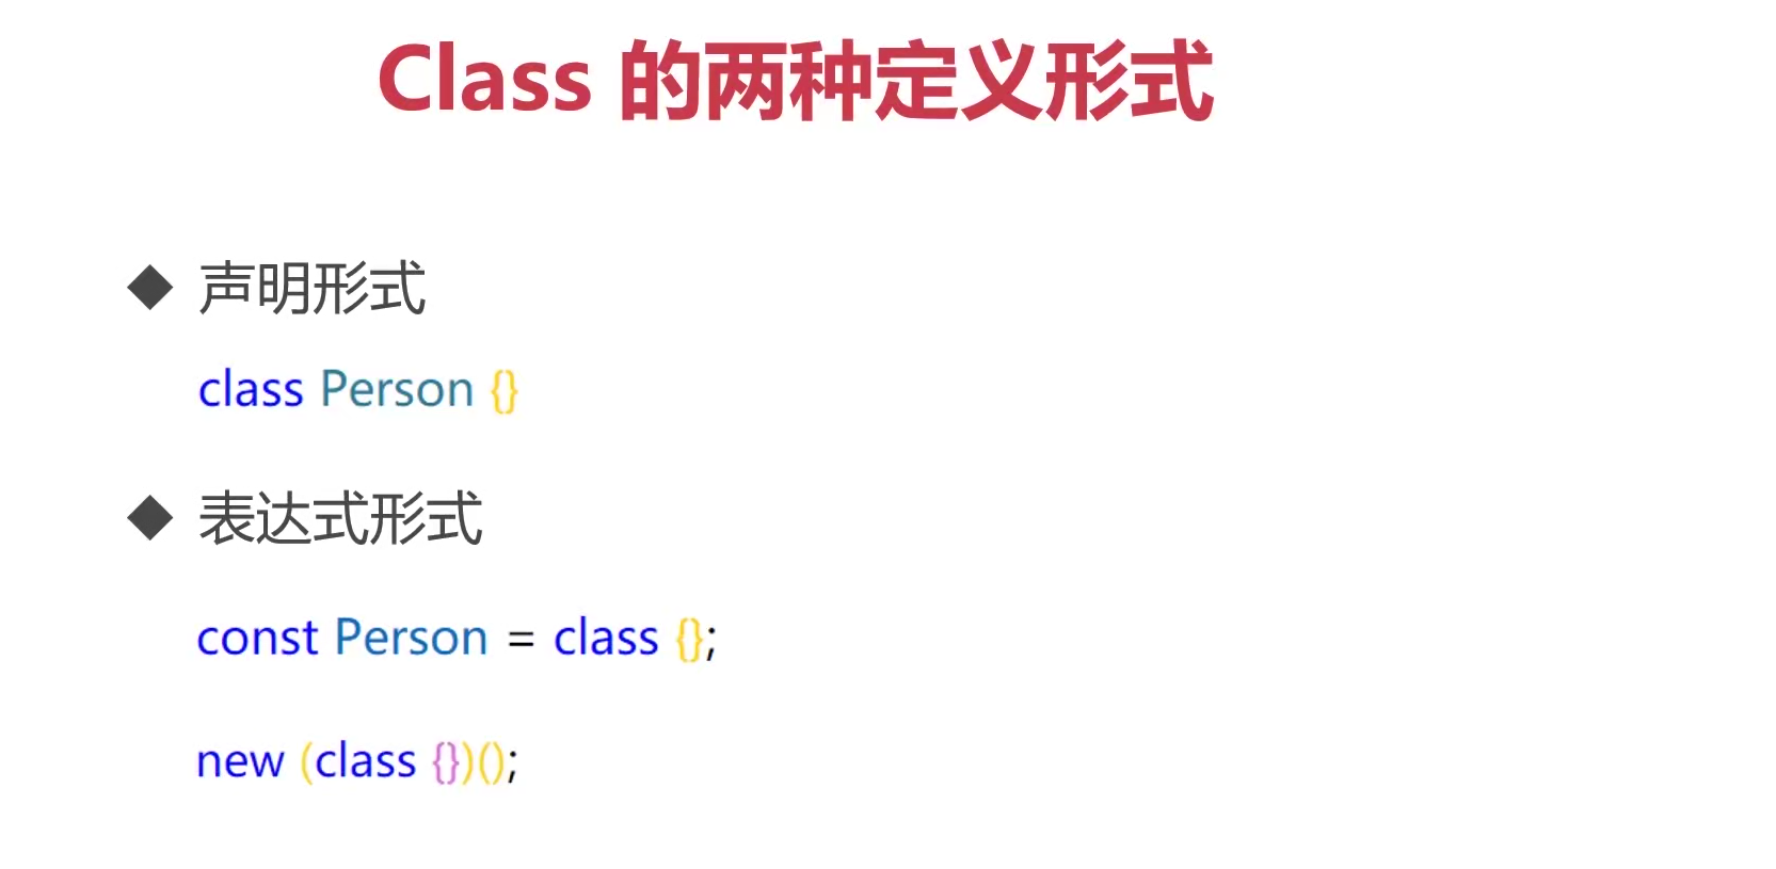 Class 的两种定义形式
◆ 声明形式
class Person {}
◆ 表达式形式
const Person = class {};
new (class {})();